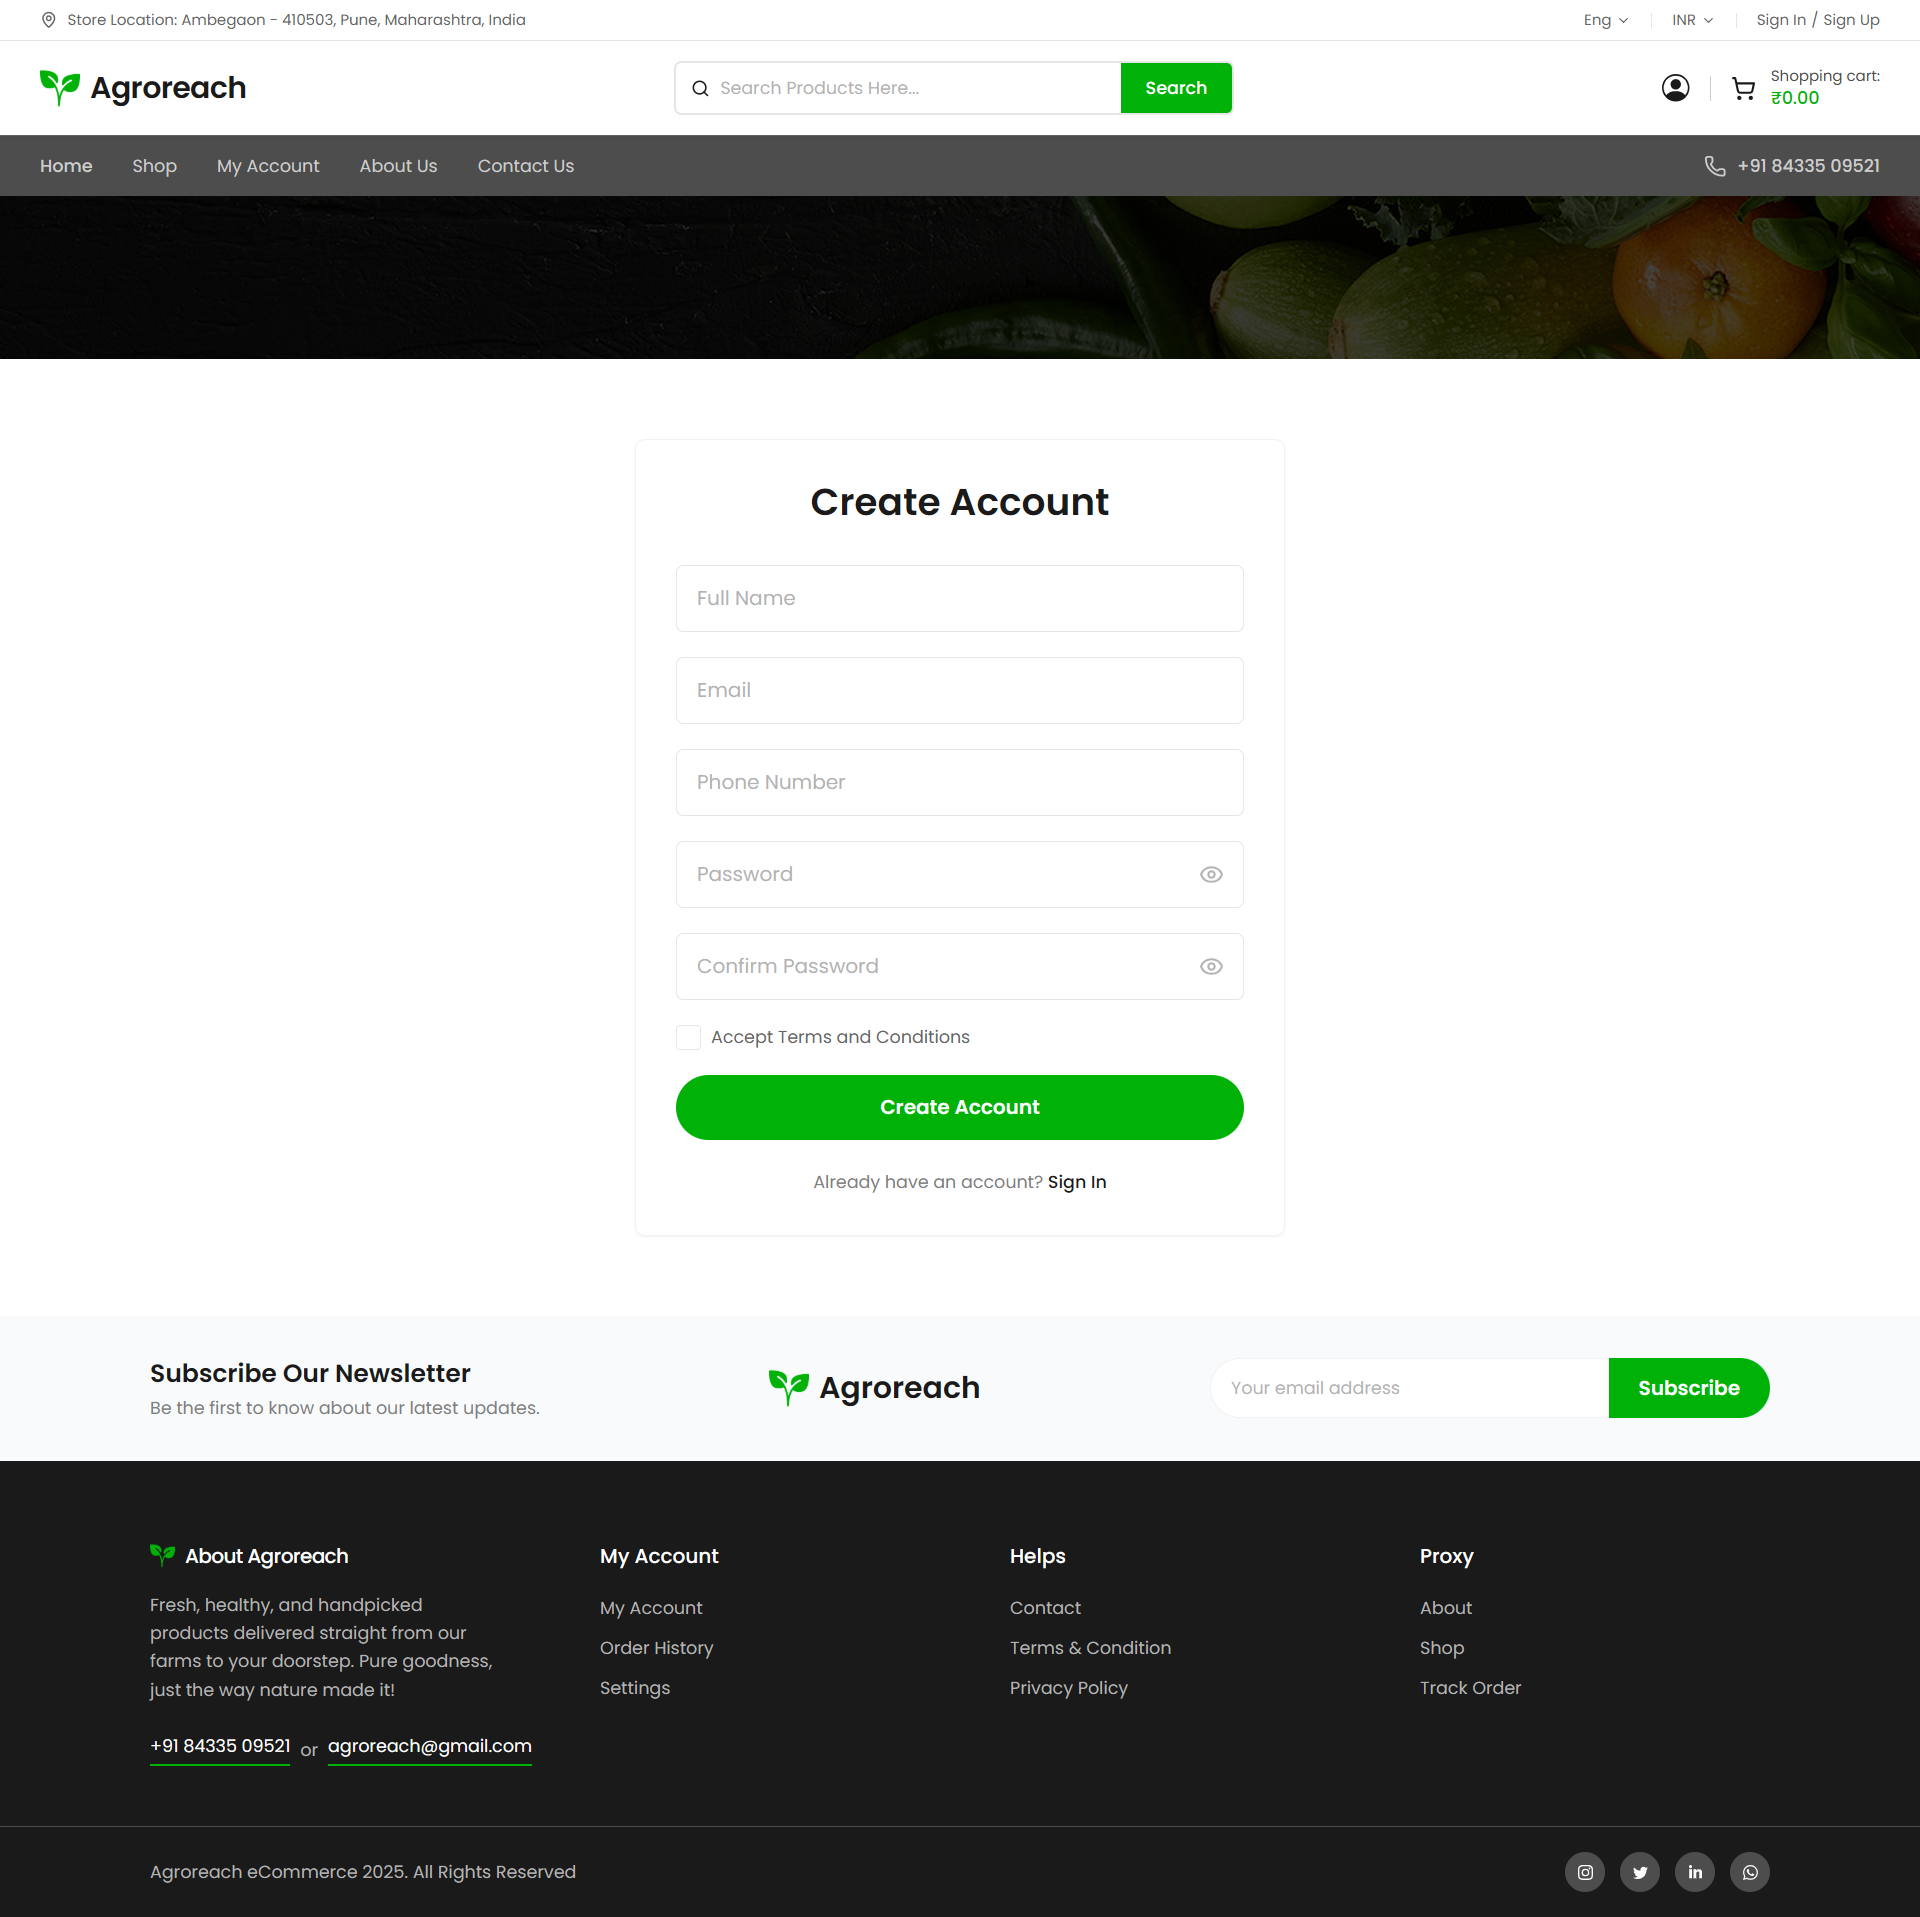 Store Location: Ambegaon - 410503, Pune, Maharashtra, India
Eng
INR
Sign In / Sign Up
Agroreach
Search Products Here...
Search
Shopping cart:
₹0.00
Home
Shop
My Account
About Us
Contact Us
+91 84335 09521
Create Account
Full Name
Email
Phone Number
Password
Confirm Password
Accept Terms and Conditions
Create Account
Already have an account? Sign In
Subscribe Our Newsletter
Be the first to know about our latest updates.
Agroreach
Your email address
Subscribe
About Agroreach
Fresh, healthy, and handpicked
products delivered straight from our
farms to your doorstep. Pure goodness,
just the way nature made it!
+91 84335 09521 or agroreach@gmail.com
My Account
My Account
Order History
Settings
Helps
Contact
Terms & Condition
Privacy Policy
Proxy
About
Shop
Track Order
Agroreach eCommerce 2025. All Rights Reserved